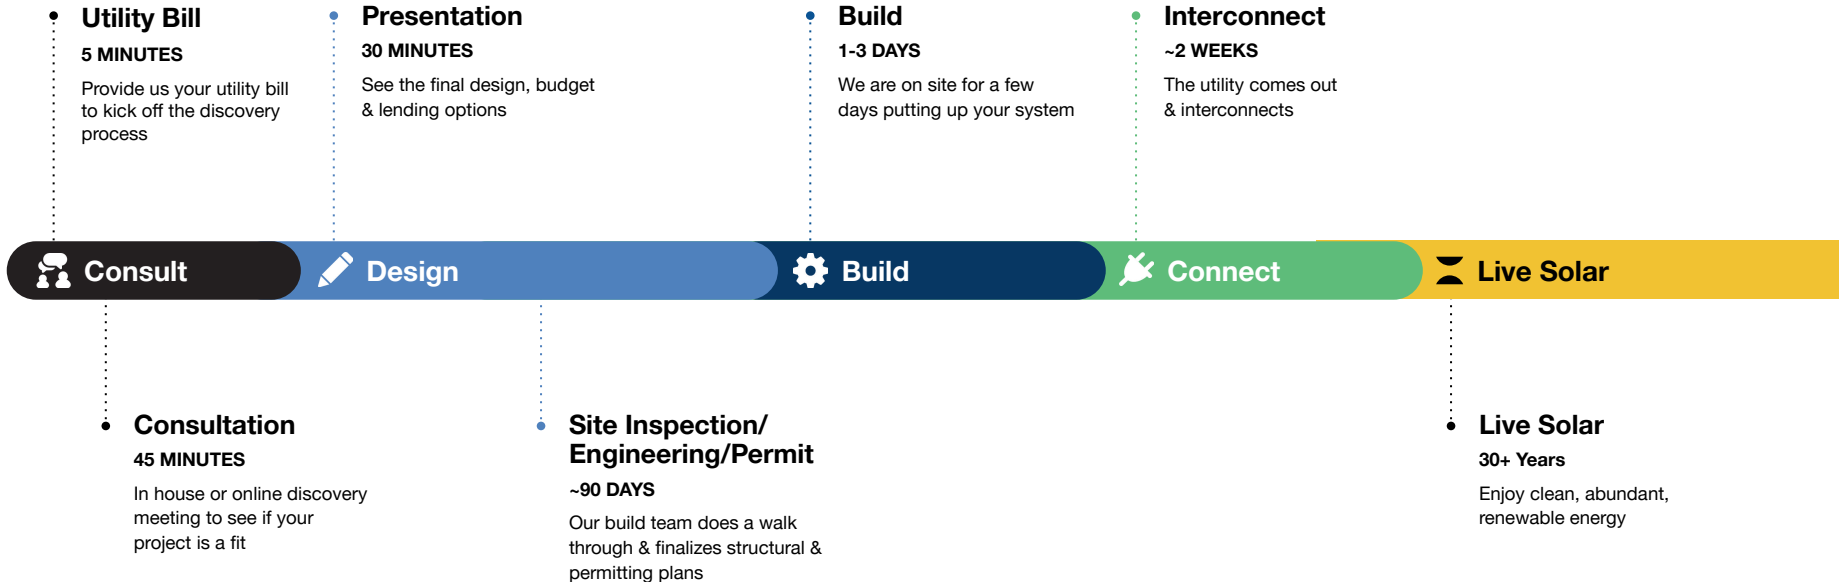 Utility Bill
5 MINUTES
Provide us your utility bill
to kick off the discovery
process
Presentation
30 MINUTES
See the final design, budget
& lending options
Build
1-3 DAYS
We are on site for a few
days putting up your system
Interconnect
~2 WEEKS
The utility comes out
& interconnects
Consult
Design
Build
Connect
Live Solar
Consultation
45 MINUTES
In house or online discovery
meeting to see if your
project is a fit
Site Inspection/
Engineering/Permit
~90 DAYS
Our build team does a walk
through & finalizes structural &
permitting plans
Live Solar
30+ Years
Enjoy clean, abundant,
renewable energy